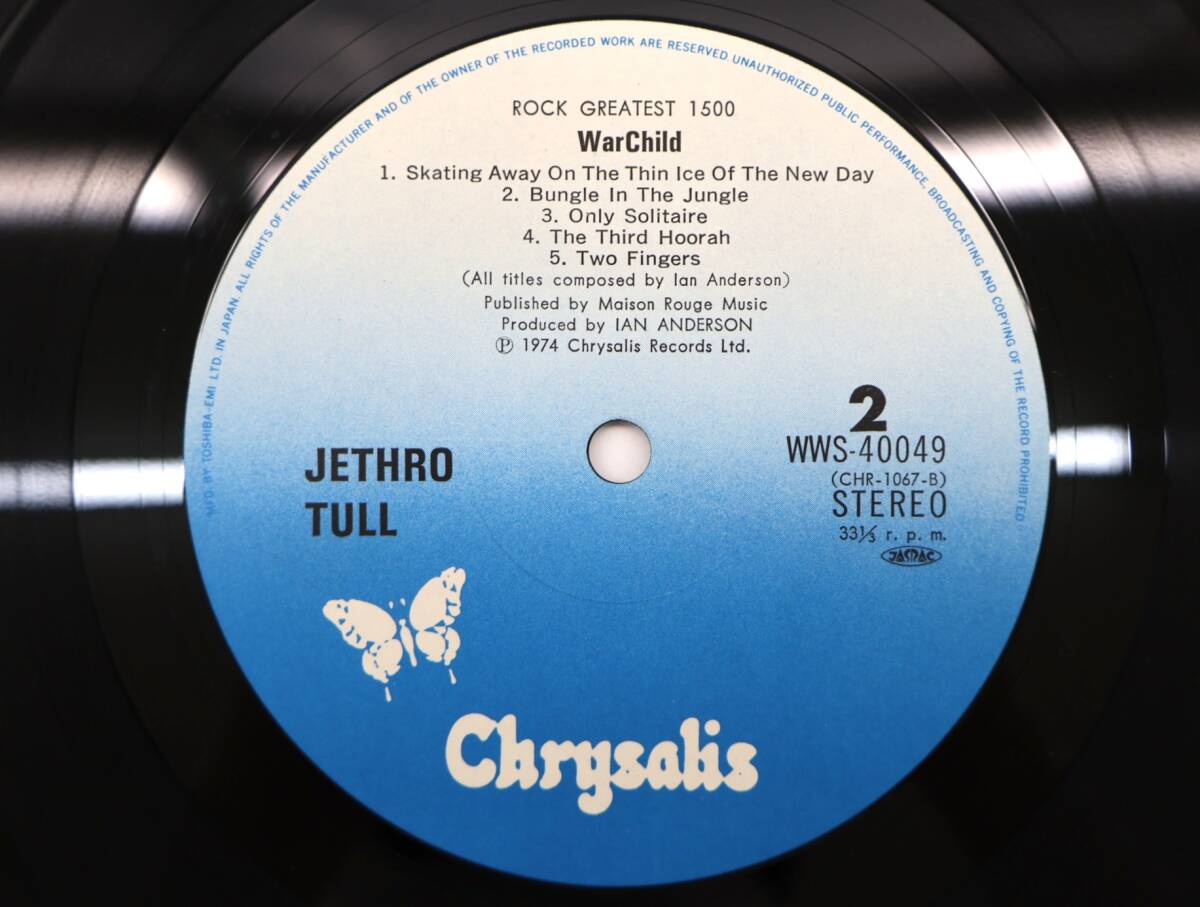 MF'D. BY TOSHIBA-EMI LTD. IN JAPAN. ALL RIGHTS OF THE MANUFACTURER AND OF THE OWNER OF THE RECORDED WORK ARE RESERVED. UNAUTHORIZED PUBLIC PERFORMANCE, BROADCASTING AND COPYING OF THE RECORD PROHIBITED
ROCK GREATEST 1500
WarChild
1. Skating Away On The Thin Ice Of The New Day
2. Bungle In The Jungle
3. Only Solitaire
4. The Third Hoorah
5. Two Fingers
(All titles composed by Ian Anderson)
Published by Maison Rouge Music
Produced by IAN ANDERSON
Ⓟ 1974 Chrysalis Records Ltd.
2
WWS-40049
(CHR-1067-B)
STEREO
33⅓ r. p. m.
JASRAC
JETHRO
TULL
Chrysalis